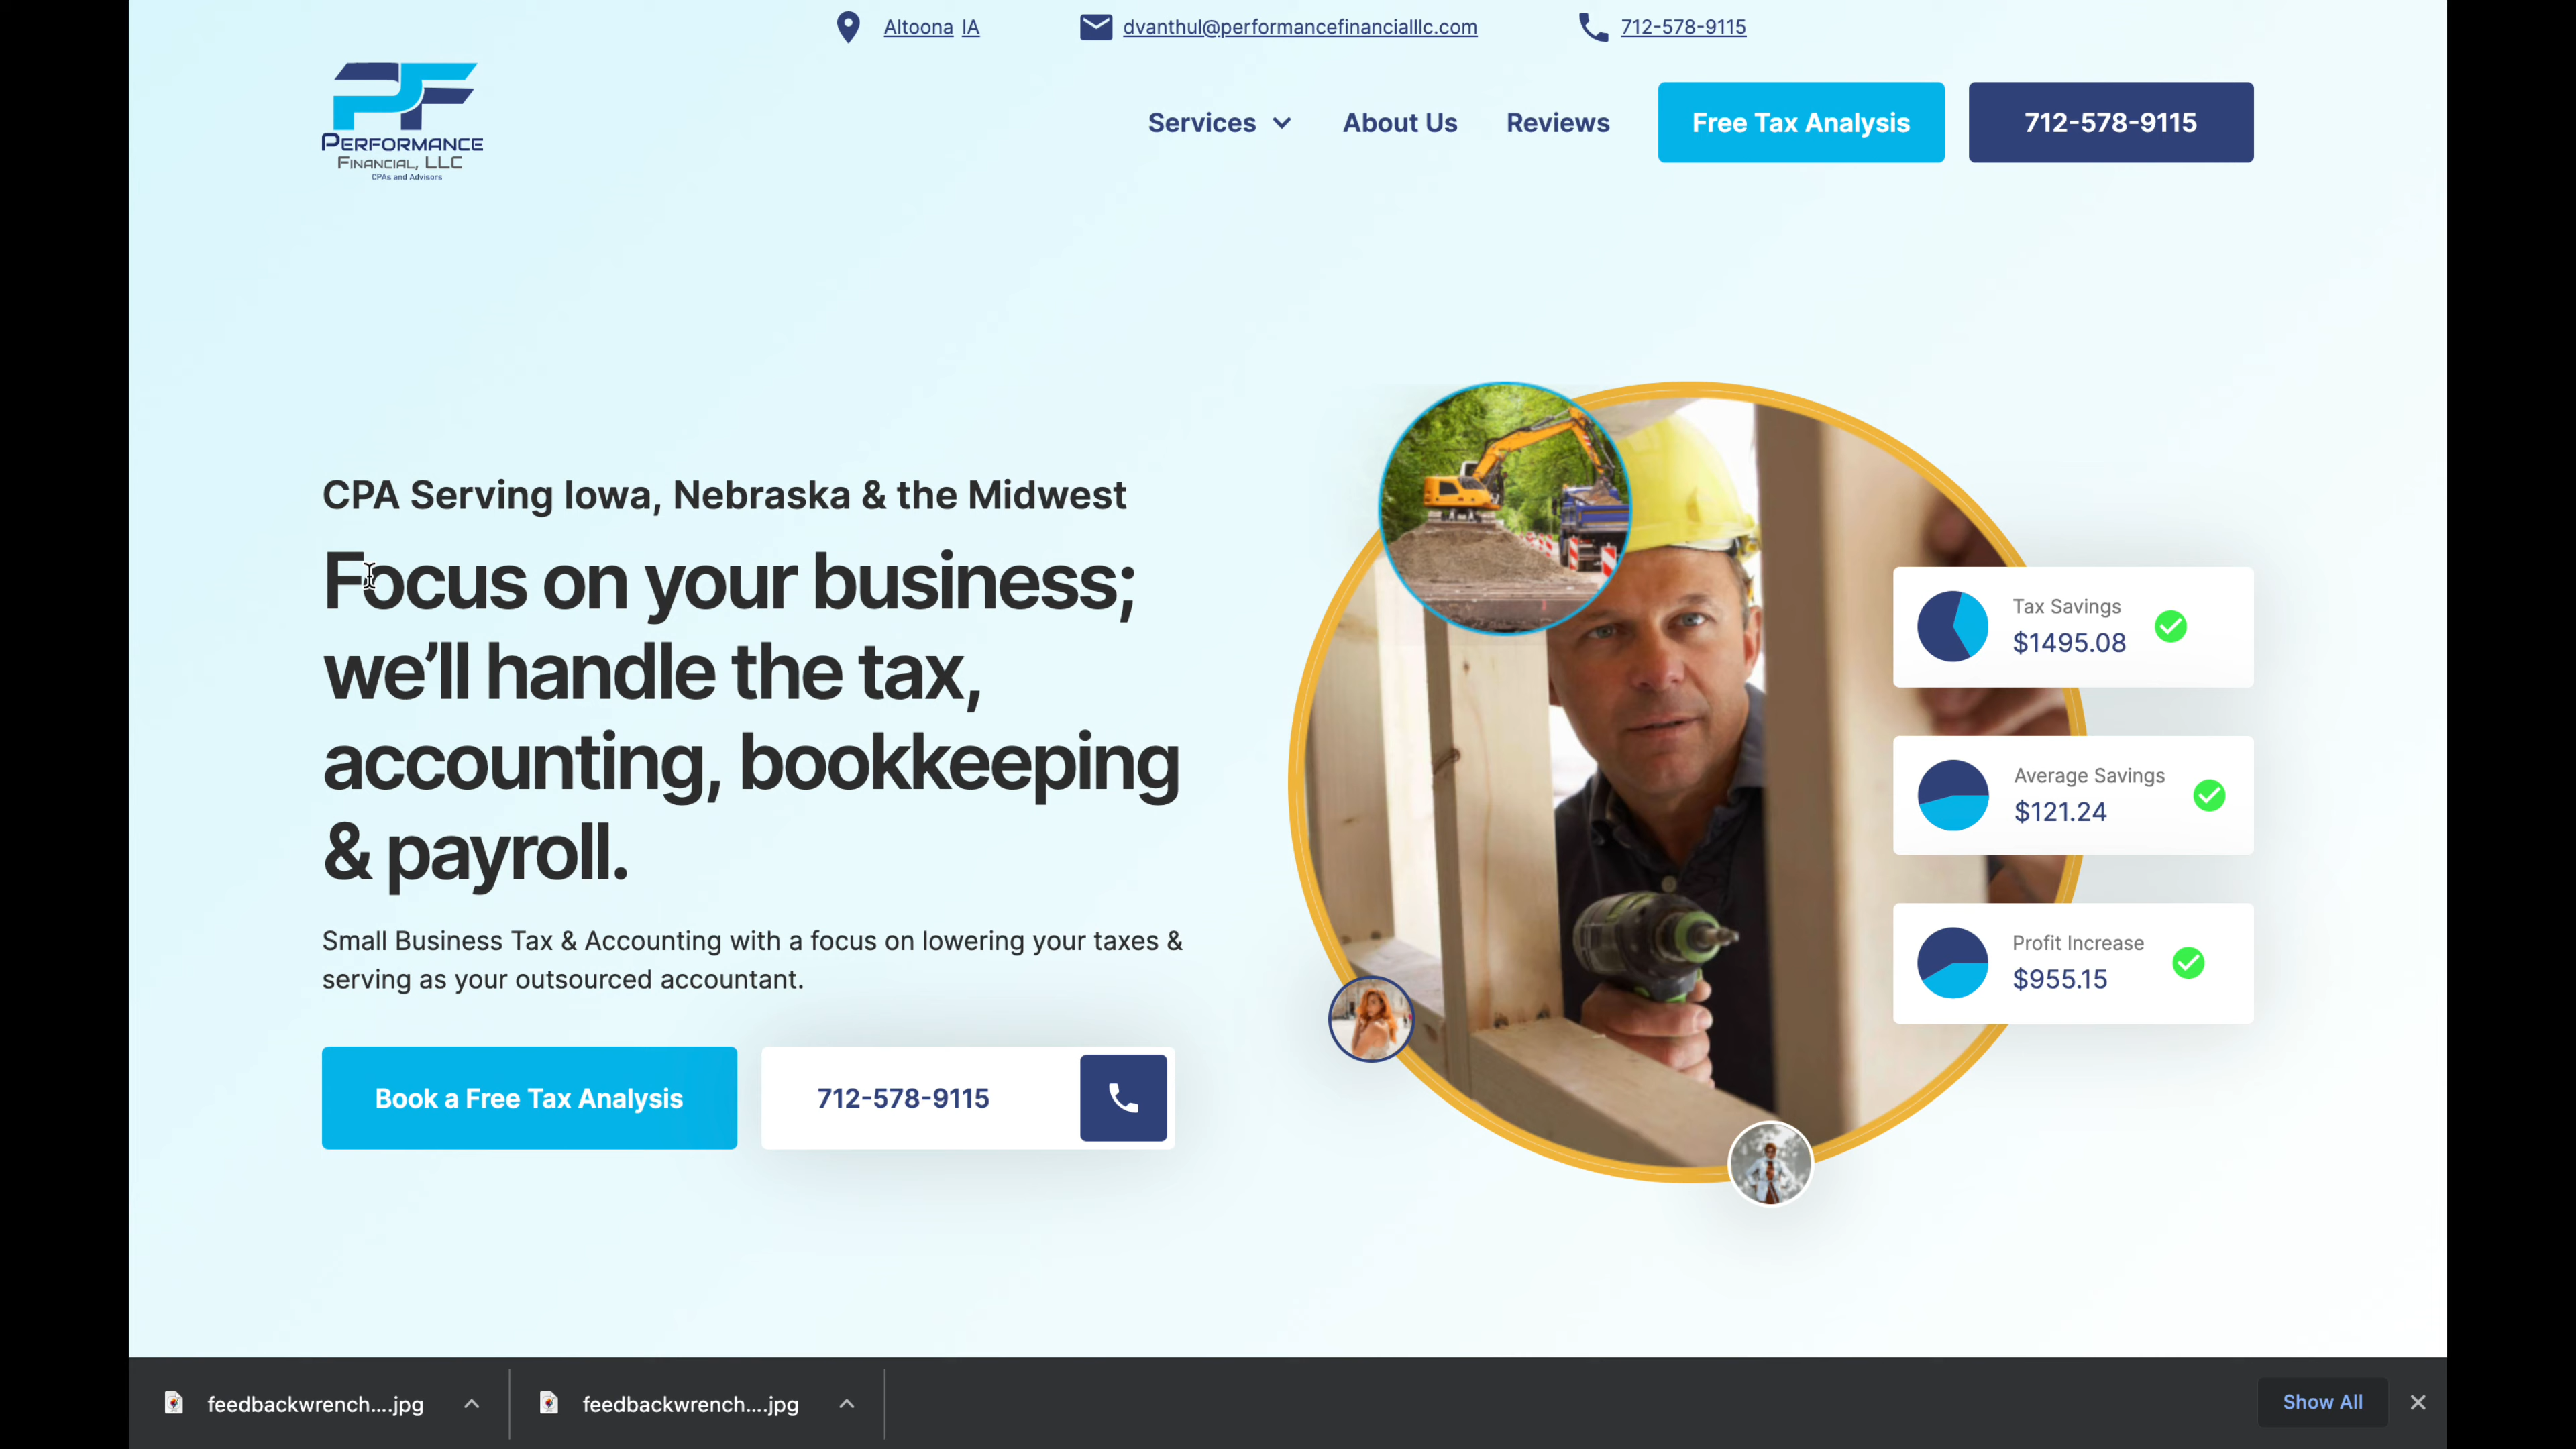 Altoona IA
dvanthul@performancefinancialllc.com
712-578-9115
PF
PERFORMANCE
FINANCIAL, LLC
CPAs and Advisors
Services
About Us
Reviews
Free Tax Analysis
712-578-9115
CPA Serving Iowa, Nebraska & the Midwest
Focus on your business;
we’ll handle the tax,
accounting, bookkeeping
& payroll.
Small Business Tax & Accounting with a focus on lowering your taxes &
serving as your outsourced accountant.
Book a Free Tax Analysis
712-578-9115
Tax Savings
$1495.08
Average Savings
$121.24
Profit Increase
$955.15
feedbackwrench....jpg
feedbackwrench....jpg
Show All